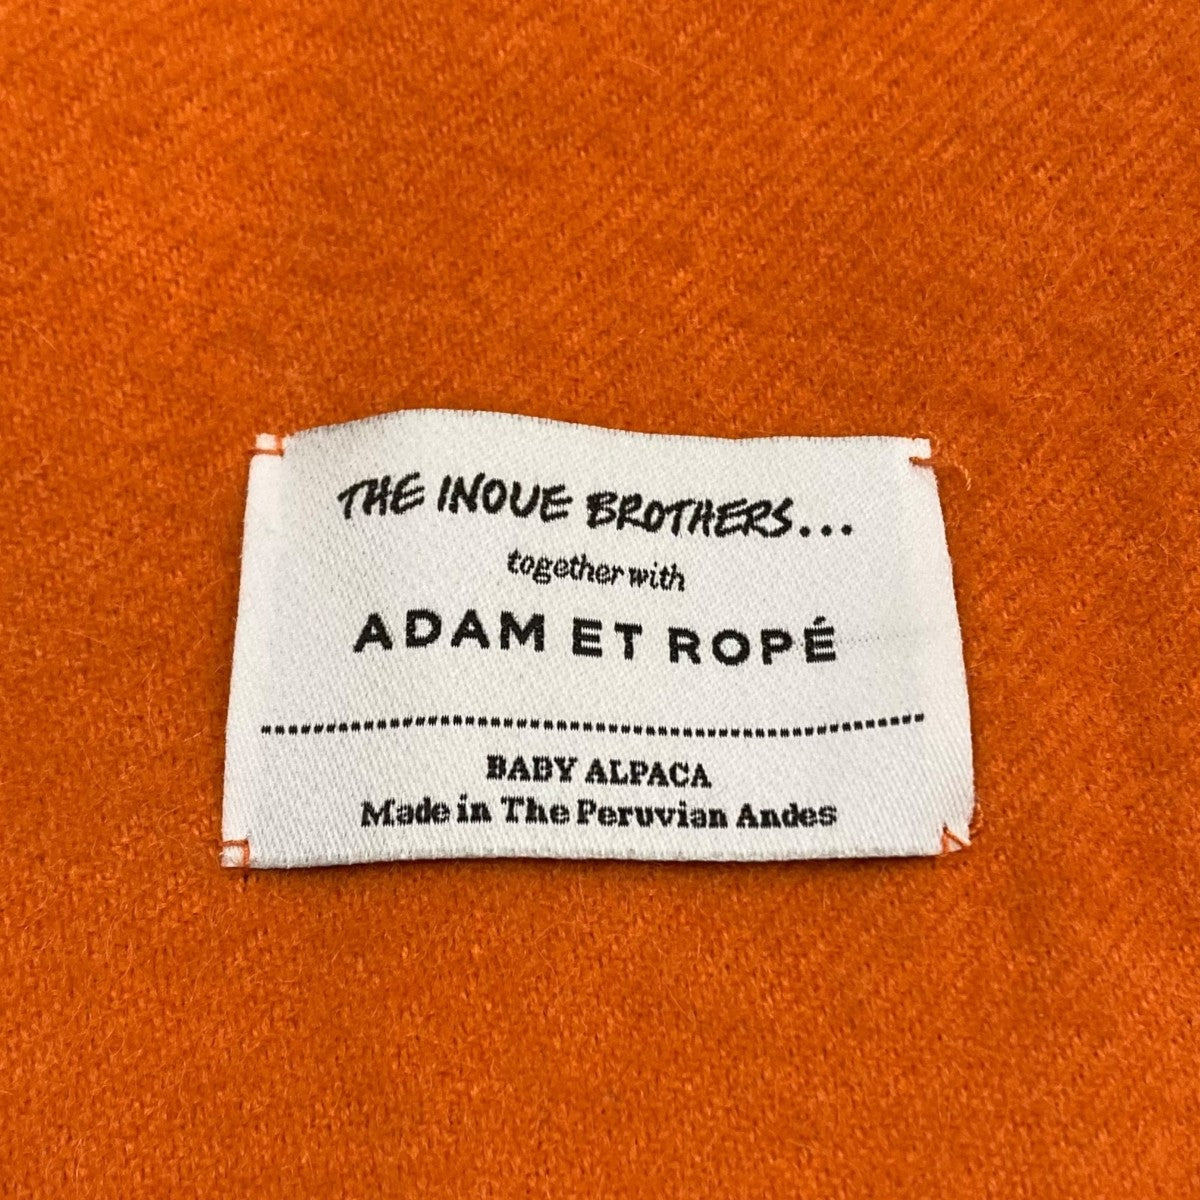 THE INOUE BROTHERS...
together with
ADAM ET ROPÉ
BABY ALPACA
Made in The Peruvian Andes